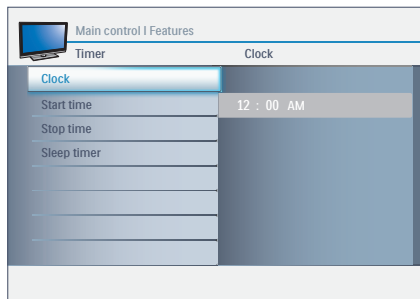 Main control I Features
Timer Clock
Clock
Start time 12 : 00 AM
Stop time
Sleep timer